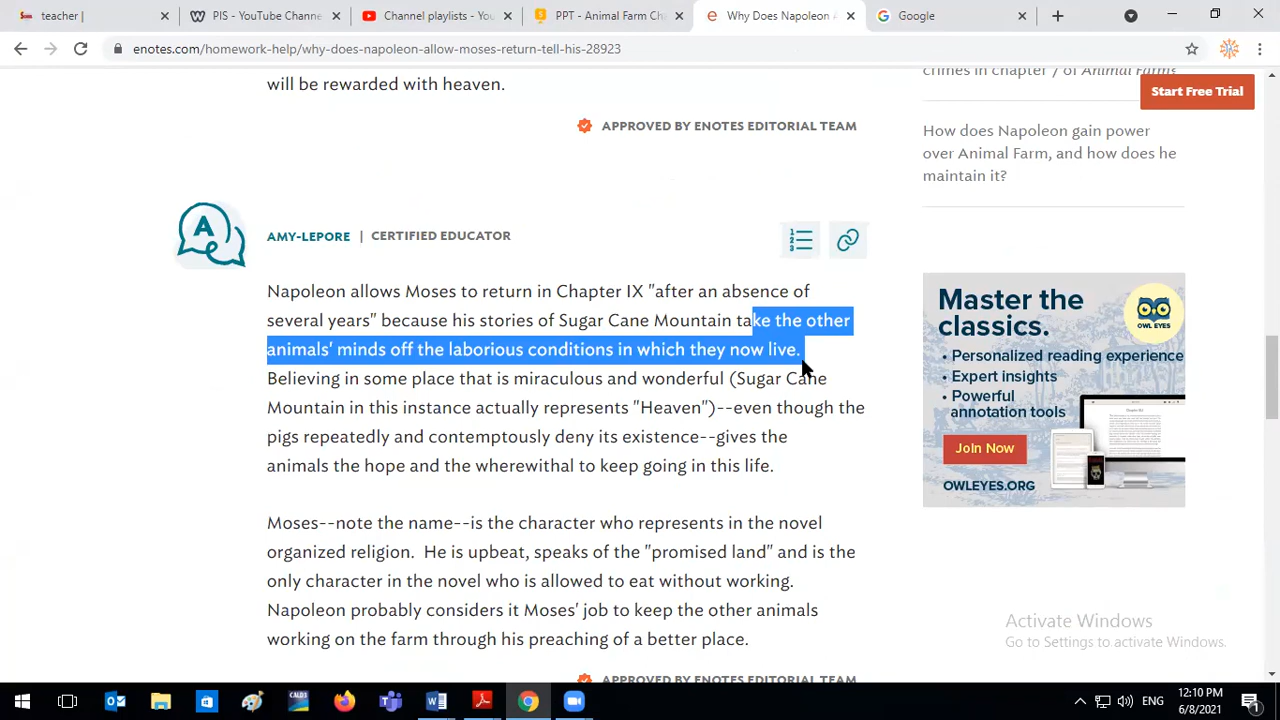 teacher |
PIS - YouTube Channel
Channel playlists - You
PPT - Animal Farm Cha
Why Does Napoleon
Google
enotes.com/homework-help/why-does-napoleon-allow-moses-return-tell-his-28923
will be rewarded with heaven.
APPROVED BY ENOTES EDITORIAL TEAM
crimes in chapter 7 of Animal Farm?
Start Free Trial
How does Napoleon gain power
over Animal Farm, and how does he
maintain it?
A
AMY-LEPORE | CERTIFIED EDUCATOR
Napoleon allows Moses to return in Chapter IX "after an absence of
several years" because his stories of Sugar Cane Mountain take the other
animals' minds off the laborious conditions in which they now live.
Believing in some place that is miraculous and wonderful (Sugar Cane
Mountain in this instance actually represents "Heaven")--even though the
pigs repeatedly and contemptously deny its existence--gives the
animals the hope and the wherewithal to keep going in this life.
Moses--note the name--is the character who represents in the novel
organized religion. He is upbeat, speaks of the "promised land" and is the
only character in the novel who is allowed to eat without working.
Napoleon probably considers it Moses' job to keep the other animals
working on the farm through his preaching of a better place.
APPROVED BY ENOTES EDITORIAL TEAM
Master the
classics.
OWL EYES
• Personalized reading experience
• Expert insights
• Powerful
annotation tools
Join Now
OWLEYES.ORG
Activate Windows
Go to Settings to activate Windows.
ENG
12:10 PM
6/8/2021